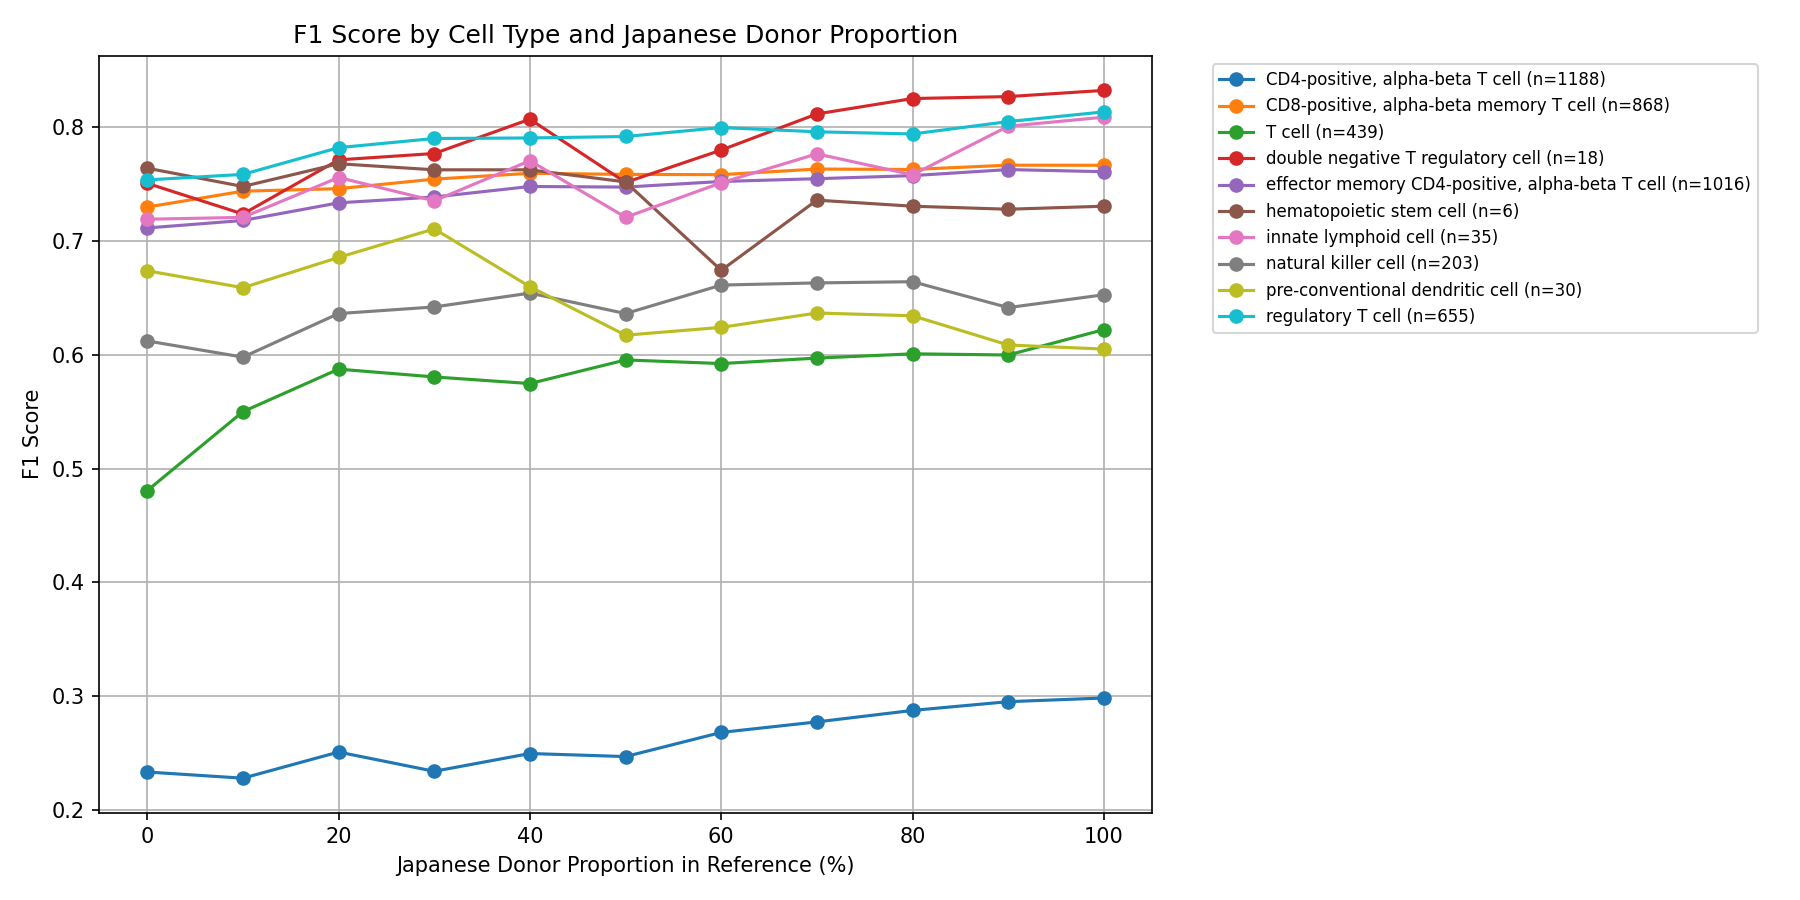 F1 Score by Cell Type and Japanese Donor Proportion
F1 Score
0.8
0.7
0.6
0.5
0.4
0.3
0.2
0 20 40 60 80 100
Japanese Donor Proportion in Reference (%)
CD4-positive, alpha-beta T cell (n=1188)
CD8-positive, alpha-beta memory T cell (n=868)
T cell (n=439)
double negative T regulatory cell (n=18)
effector memory CD4-positive, alpha-beta T cell (n=1016)
hematopoietic stem cell (n=6)
innate lymphoid cell (n=35)
natural killer cell (n=203)
pre-conventional dendritic cell (n=30)
regulatory T cell (n=655)